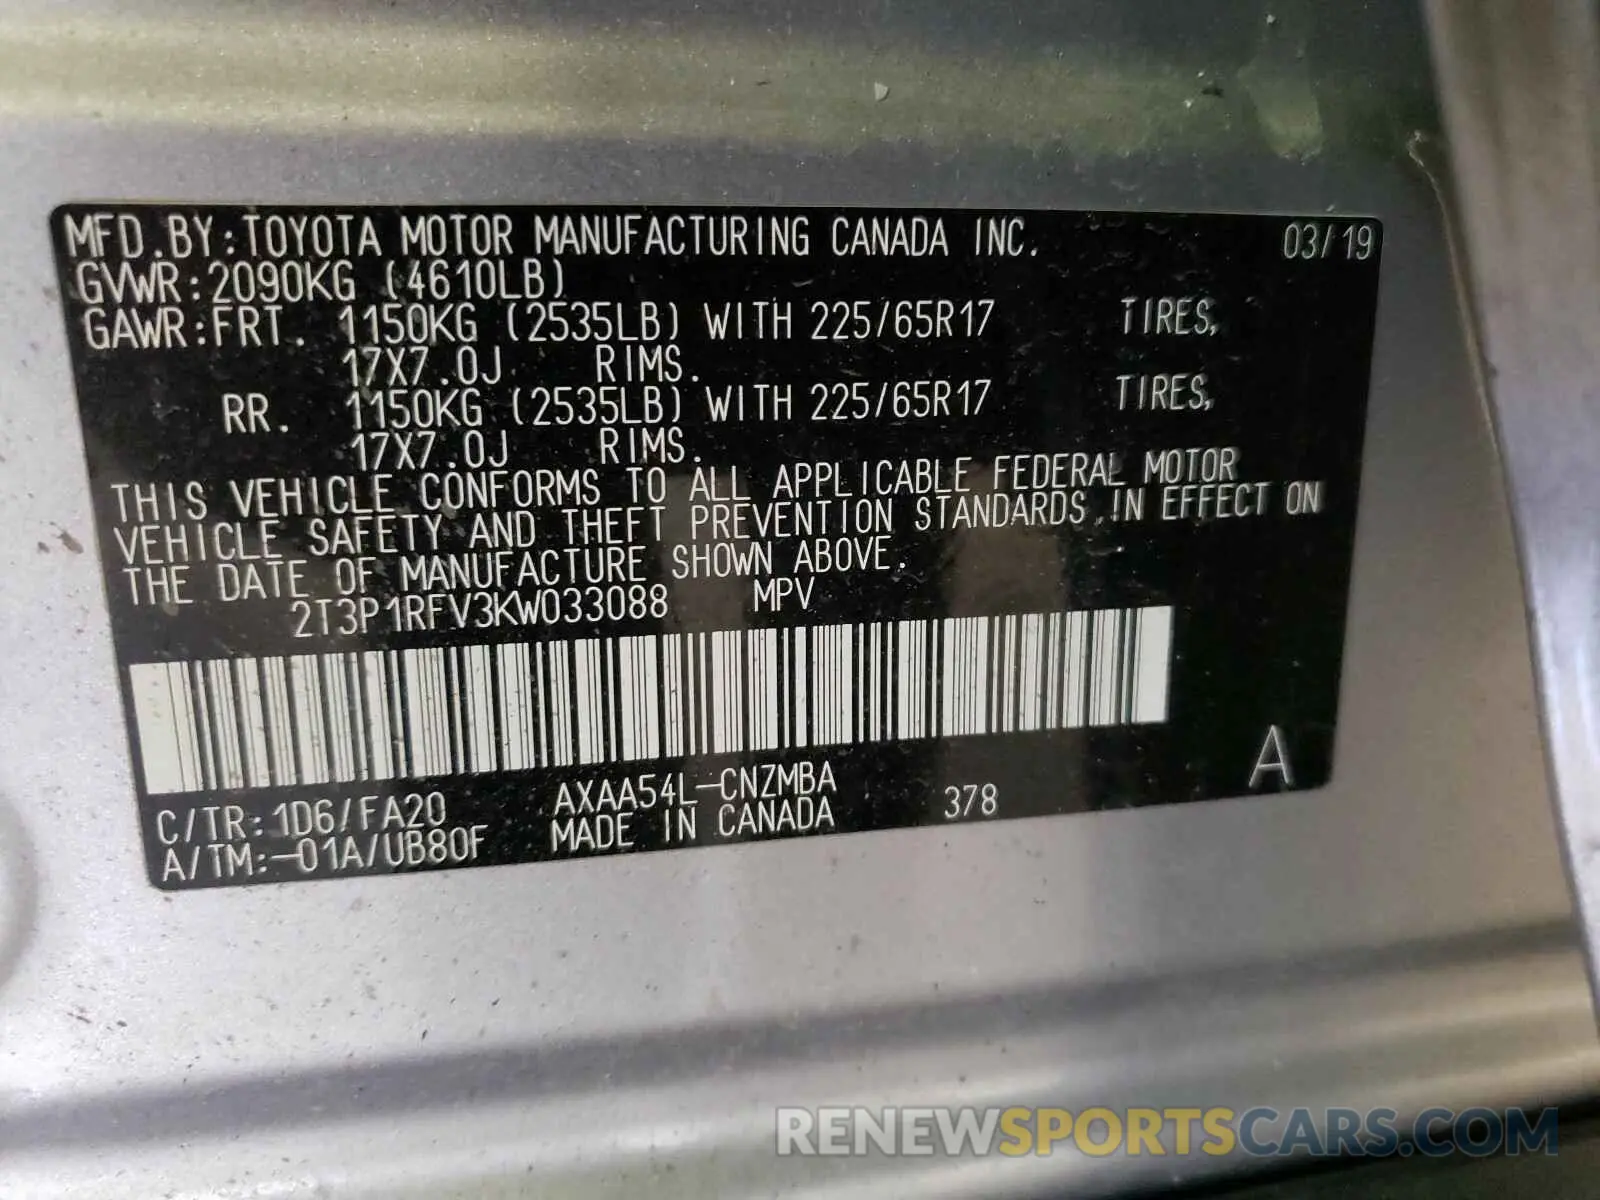 MFD.BY:TOYOTA MOTOR MANUFACTURING CANADA INC. 03/19
GVWR:2090KG (4610LB)
GAWR:FRT. 1150KG (2535LB) WITH 225/65R17 TIRES,
17X7.0J RIMS.
RR. 1150KG (2535LB) WITH 225/65R17 TIRES,
17X7.0J RIMS.
THIS VEHICLE CONFORMS TO ALL APPLICABLE FEDERAL MOTOR
VEHICLE SAFETY AND THEFT PREVENTION STANDARDS IN EFFECT ON
THE DATE OF MANUFACTURE SHOWN ABOVE.
2T3P1RFV3KW033088 MPV
C/TR:1D6/FA20 AXAA54L-CNZMBA 378 A
A/TM:-01A/UB80F MADE IN CANADA
RENEWSPORTSCARS.COM